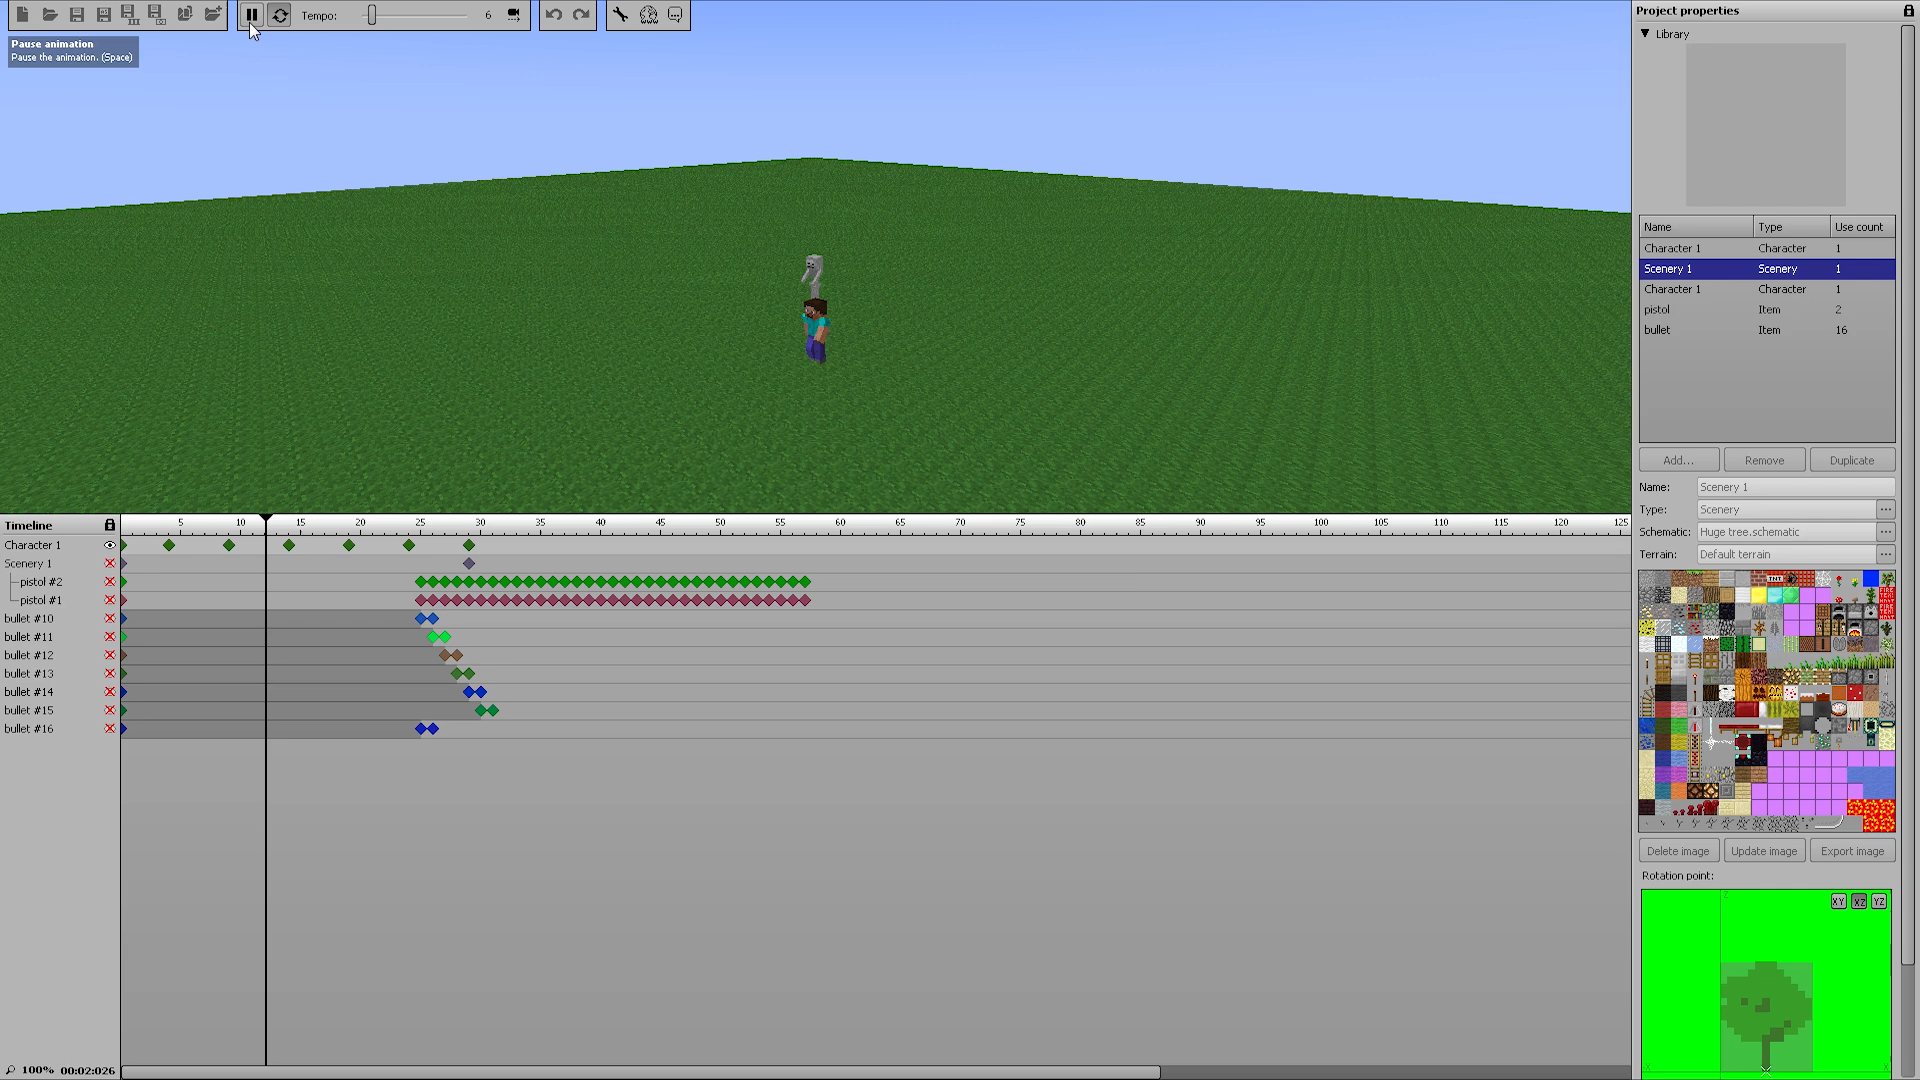 Tempo:
6
Pause animation
Pause the animation. (Space)
Project properties
Library
Name Type Use count
Character 1 Character 1
Scenery 1 Scenery 1
Character 1 Character 1
pistol Item 2
bullet Item 16
Add... Remove Duplicate
Name: Scenery 1
Type: Scenery ...
Schematic: Huge tree.schematic ...
Terrain: Default terrain ...
TNT
Delete image Update image Export image
Rotation point:
Z
XY XZ YZ
-X X
Timeline
5 10 15 20 25 30 35 40 45 50 55 60 65 70 75 80 85 90 95 100 105 110 115 120 125
Character 1
Scenery 1
pistol #2
pistol #1
bullet #10
bullet #11
bullet #12
bullet #13
bullet #14
bullet #15
bullet #16
100% 00:02:026